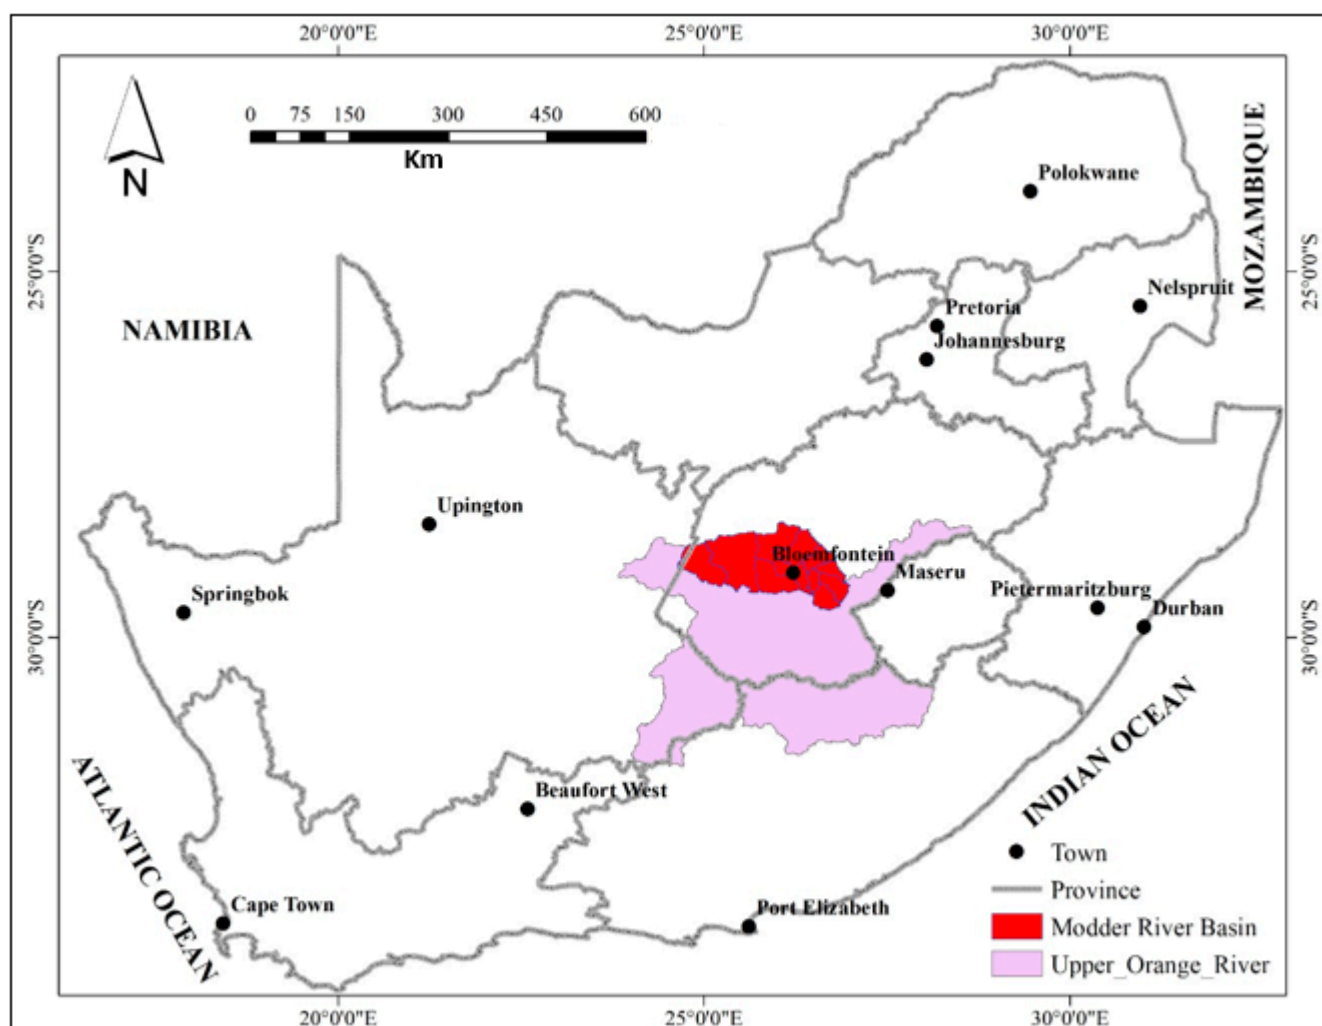 20°0'0"E 25°0'0"E 30°0'0"E
0 75 150 300 450 600
Km
N
MOZAMBIQUE
Polokwane
25°0'0"S
25°0'0"S
NAMIBIA
Nelspruit
Pretoria
Johannesburg
Upington
Bloemfontein
Maseru
Springbok
Pietermaritzburg
Durban
30°0'0"S
30°0'0"S
INDIAN OCEAN
ATLANTIC OCEAN
Beaufort West
Cape Town
Port Elizabeth
Town
Province
Modder River Basin
Upper_Orange_River
20°0'0"E 25°0'0"E 30°0'0"E